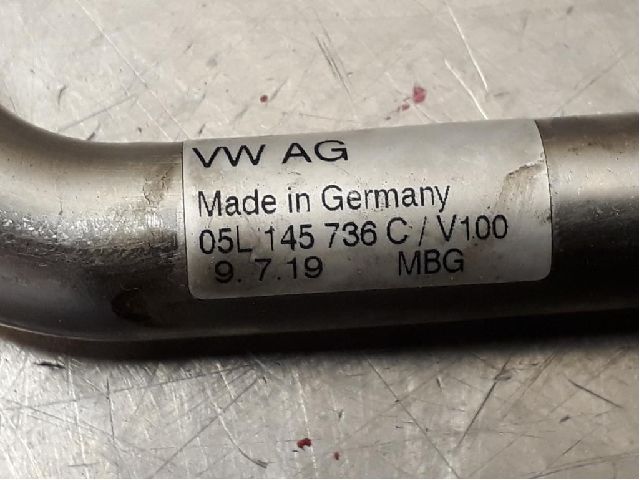 VW AG
Made in Germany
05L 145 736 C / V100
9. 7.19 MBG